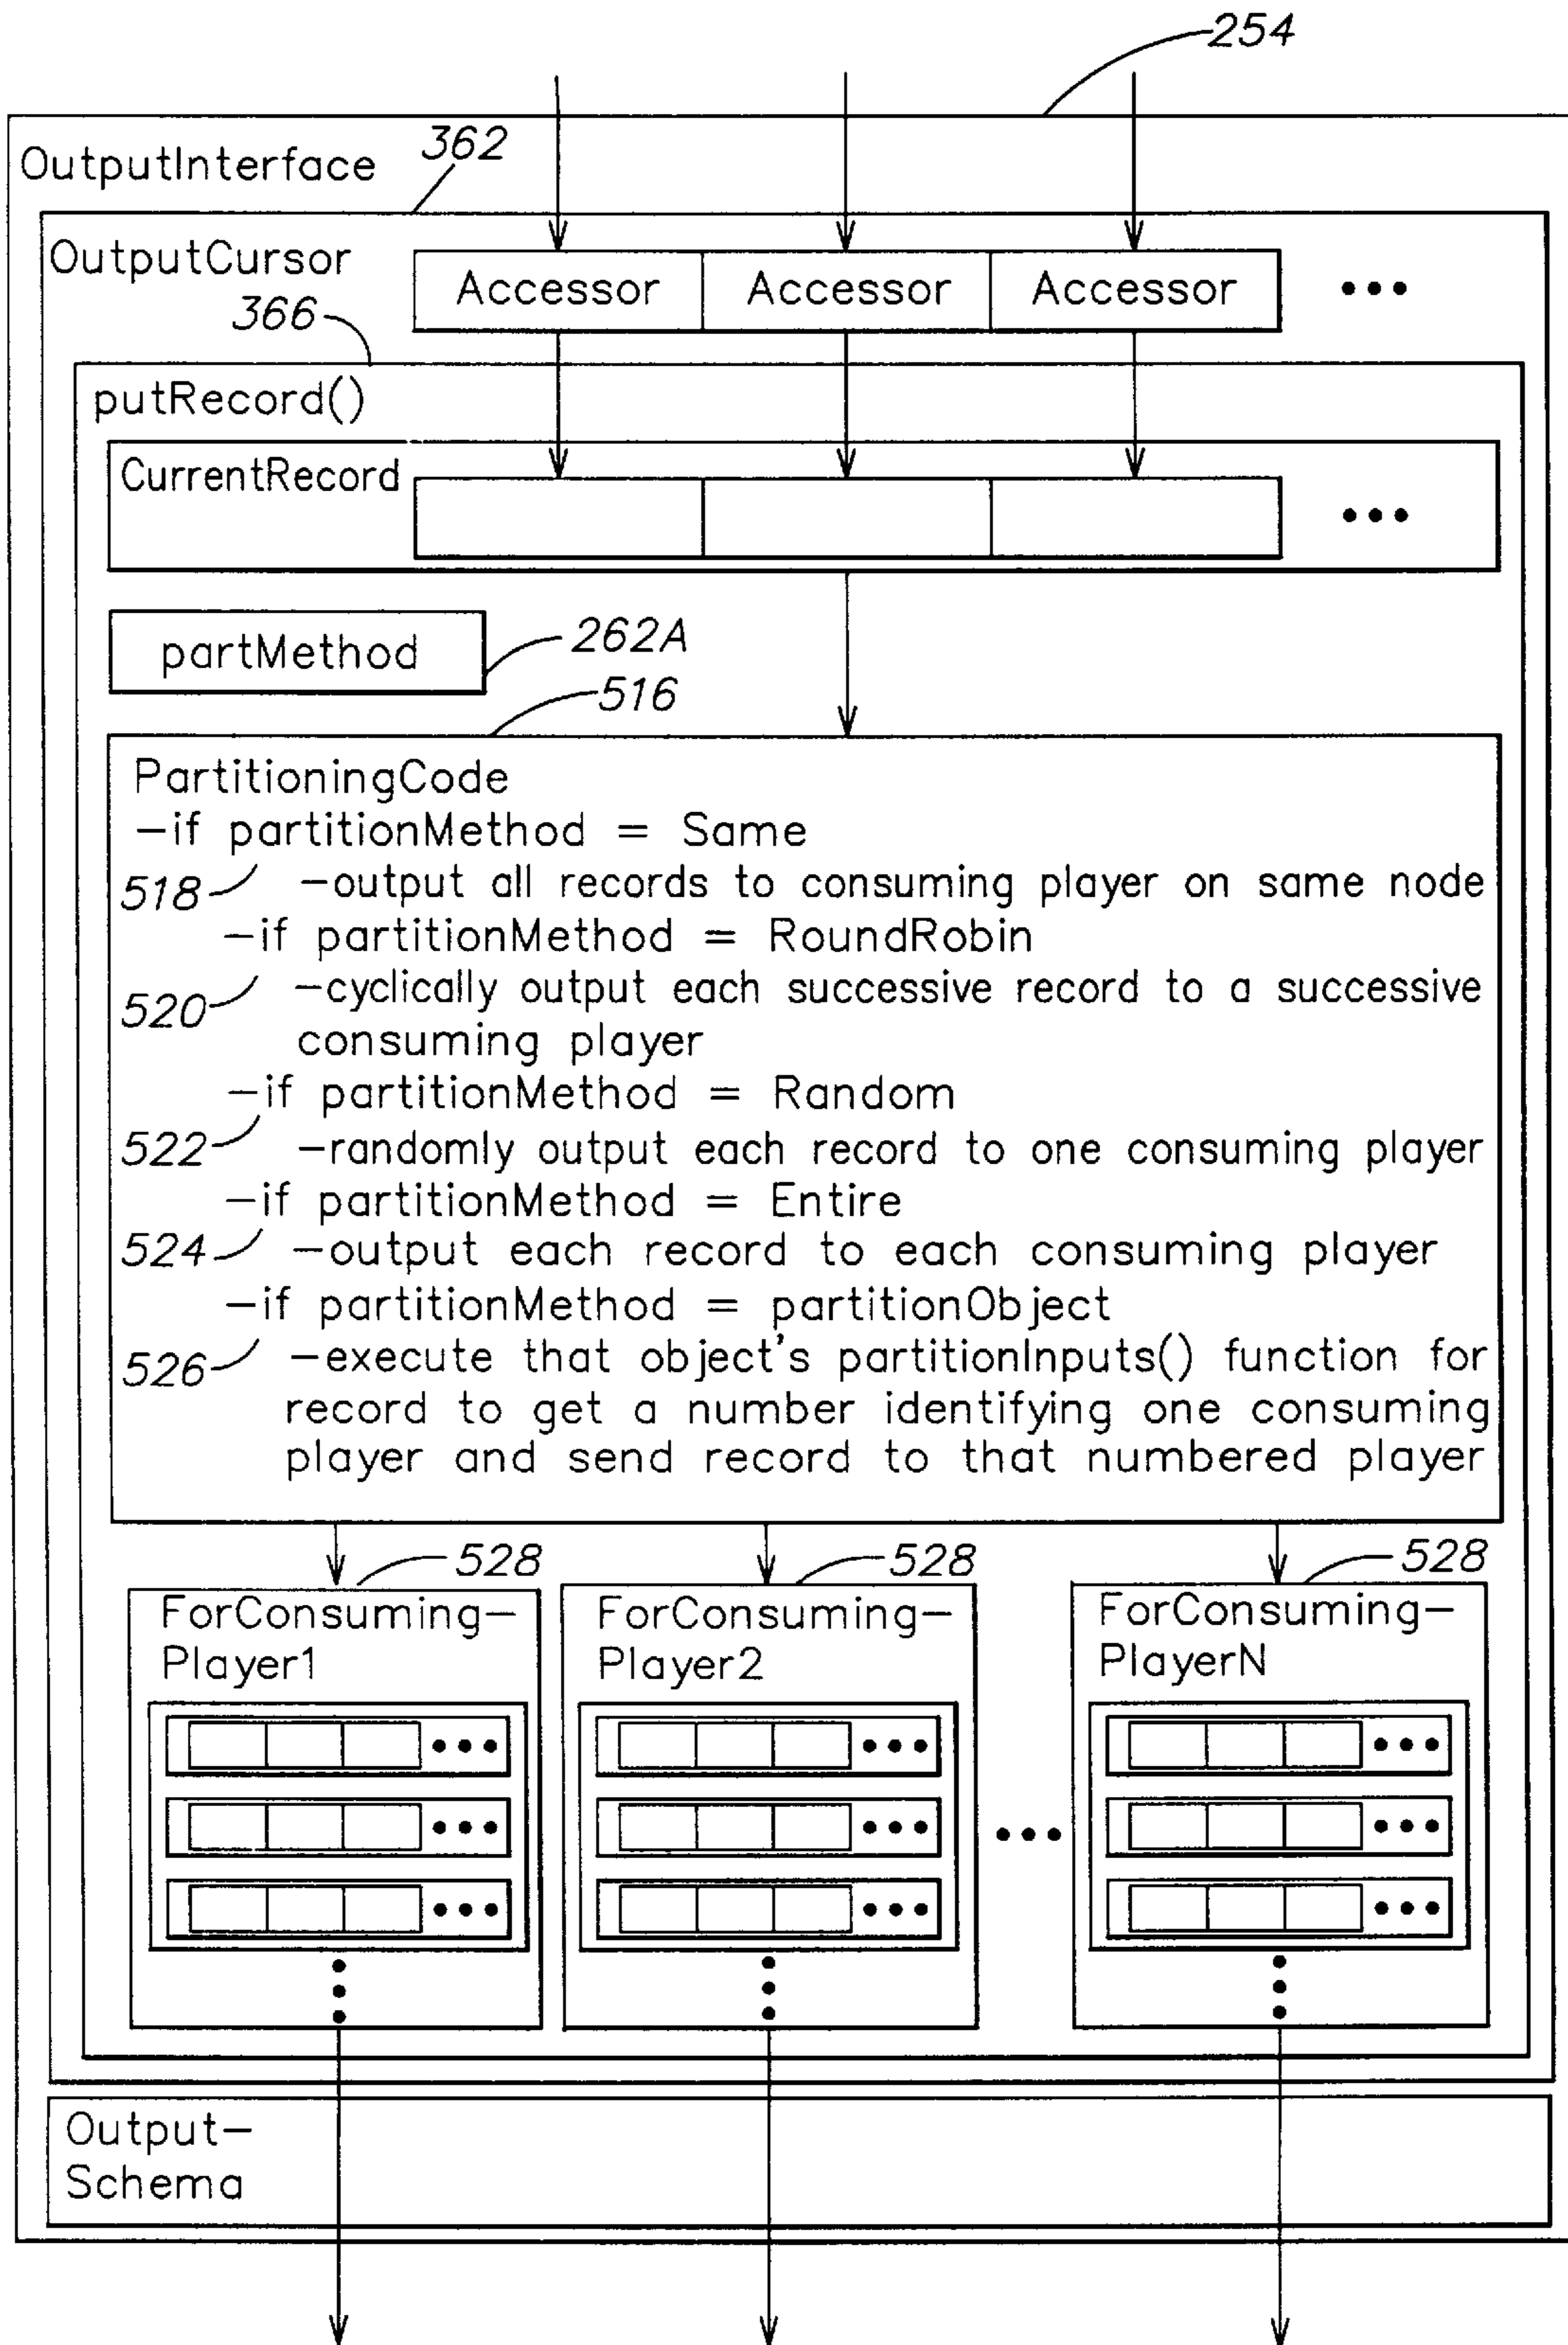 254
OutputInterface
362
OutputCursor
Accessor Accessor Accessor •••
366
putRecord()
CurrentRecord •••
partMethod
262A
516
PartitioningCode
-if partitionMethod = Same
518 -output all records to consuming player on same node
-if partitionMethod = RoundRobin
520 -cyclically output each successive record to a successive
consuming player
-if partitionMethod = Random
522 -randomly output each record to one consuming player
-if partitionMethod = Entire
524 -output each record to each consuming player
-if partitionMethod = partitionObject
526 -execute that object's partitionInputs() function for
record to get a number identifying one consuming
player and send record to that numbered player
528 528 528
ForConsuming- ForConsuming- ForConsuming-
Player1 Player2 PlayerN
Output-
Schema